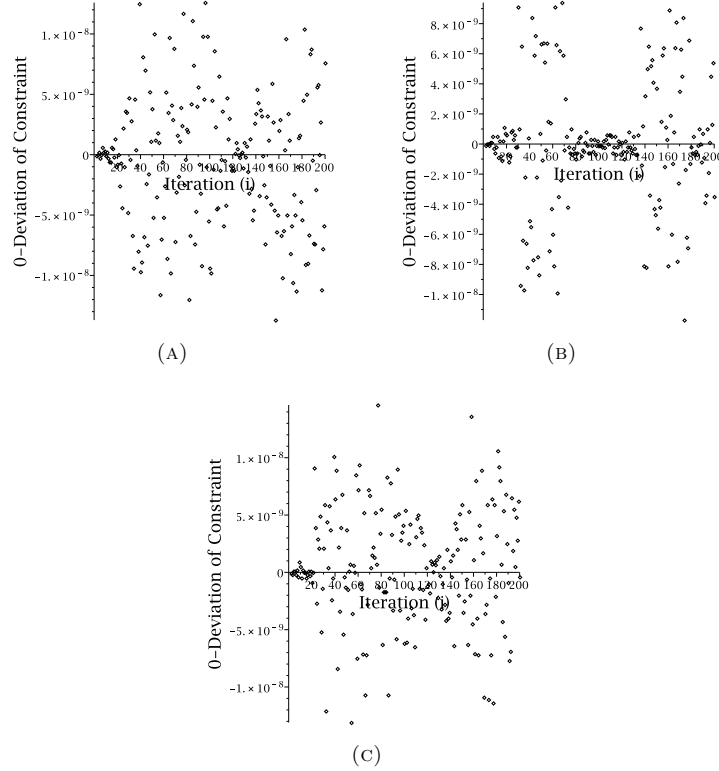 1. × 10⁻⁸
5. × 10⁻⁹
0
−5. × 10⁻⁹
−1. × 10⁻⁸
0−Deviation of Constraint
20 40 60 80 100 120 140 160 180 200
Iteration (i)
(A)
8. × 10⁻⁹
6. × 10⁻⁹
4. × 10⁻⁹
2. × 10⁻⁹
0
−2. × 10⁻⁹
−4. × 10⁻⁹
−6. × 10⁻⁹
−8. × 10⁻⁹
−1. × 10⁻⁸
0−Deviation of Constraint
20 40 60 80 100 120 140 160 180 200
Iteration (i)
(B)
1. × 10⁻⁸
5. × 10⁻⁹
0
−5. × 10⁻⁹
−1. × 10⁻⁸
0−Deviation of Constraint
20 40 60 80 100 120 140 160 180 200
Iteration (i)
(C)